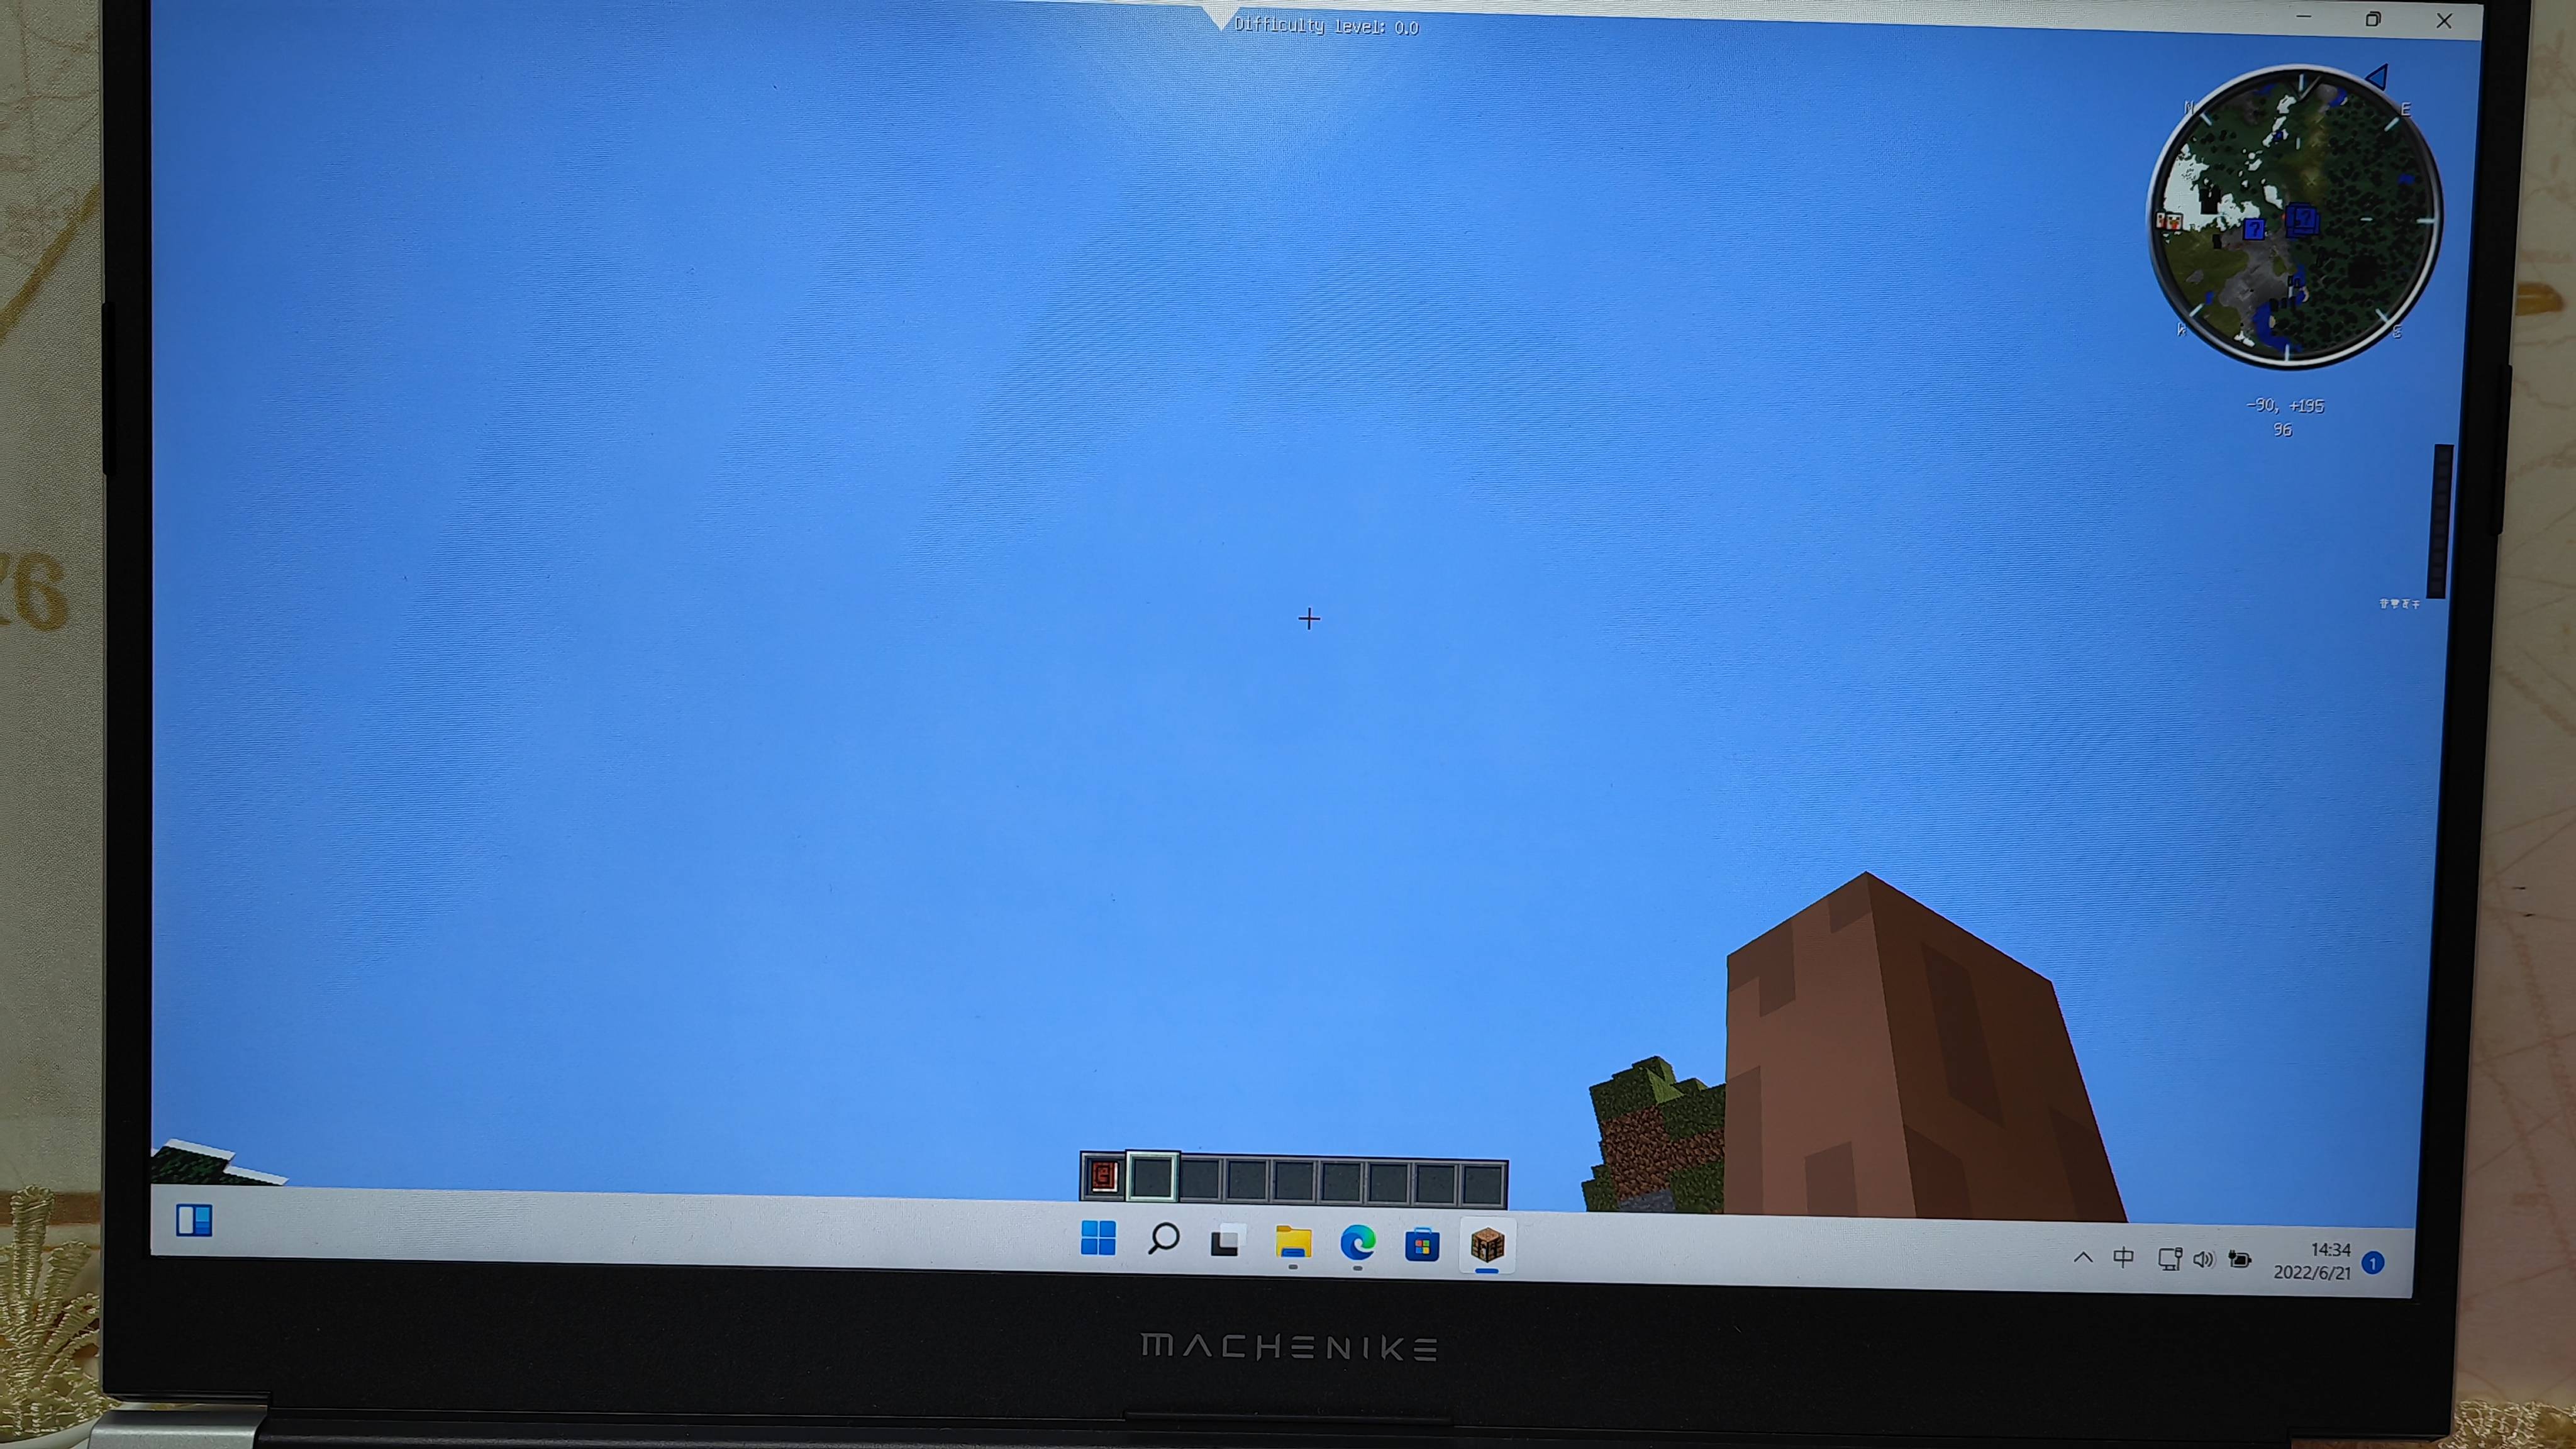 Difficulty level: 0.0
N
E
W
S
-90, +195
96
中
14:34
2022/6/21
1
MACHENIKE